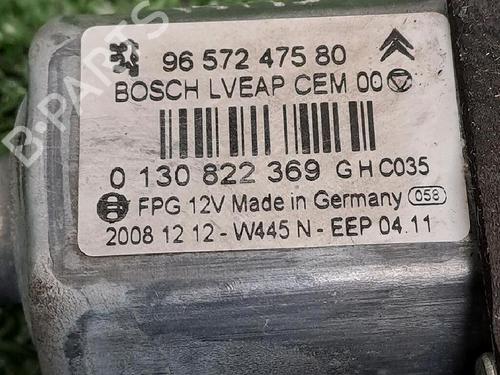 96 572 475 80
BOSCH LVEAP CEM 00
0 130 822 369 G H C035
FPG 12V Made in Germany 058
2008 12 12 - W445 N - EEP 04.11
B-PARTS